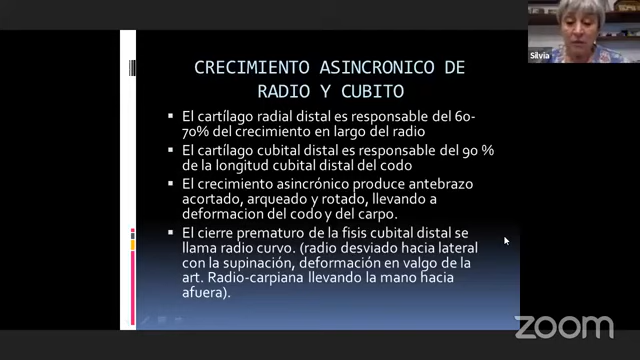 Silvia
CRECIMIENTO ASINCRONICO DE
RADIO Y CUBITO
El cartílago radial distal es responsable del 60-
70% del crecimiento en largo del radio
El cartílago cubital distal es responsable del 90 %
de la longitud cubital distal del codo
El crecimiento asincrónico produce antebrazo
acortado, arqueado y rotado, llevando a
deformacion del codo y del carpo.
El cierre prematuro de la fisis cubital distal se
llama radio curvo. (radio desviado hacia lateral
con la supinación, deformación en valgo de la
art. Radio-carpiana llevando la mano hacia
afuera).
zoom